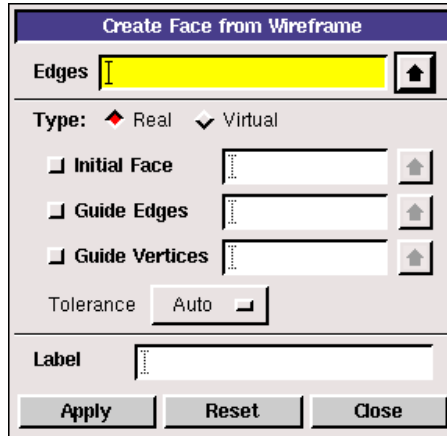 Create Face from Wireframe
Edges
Type: Real Virtual
Initial Face
Guide Edges
Guide Vertices
Tolerance Auto
Label
Apply Reset Close